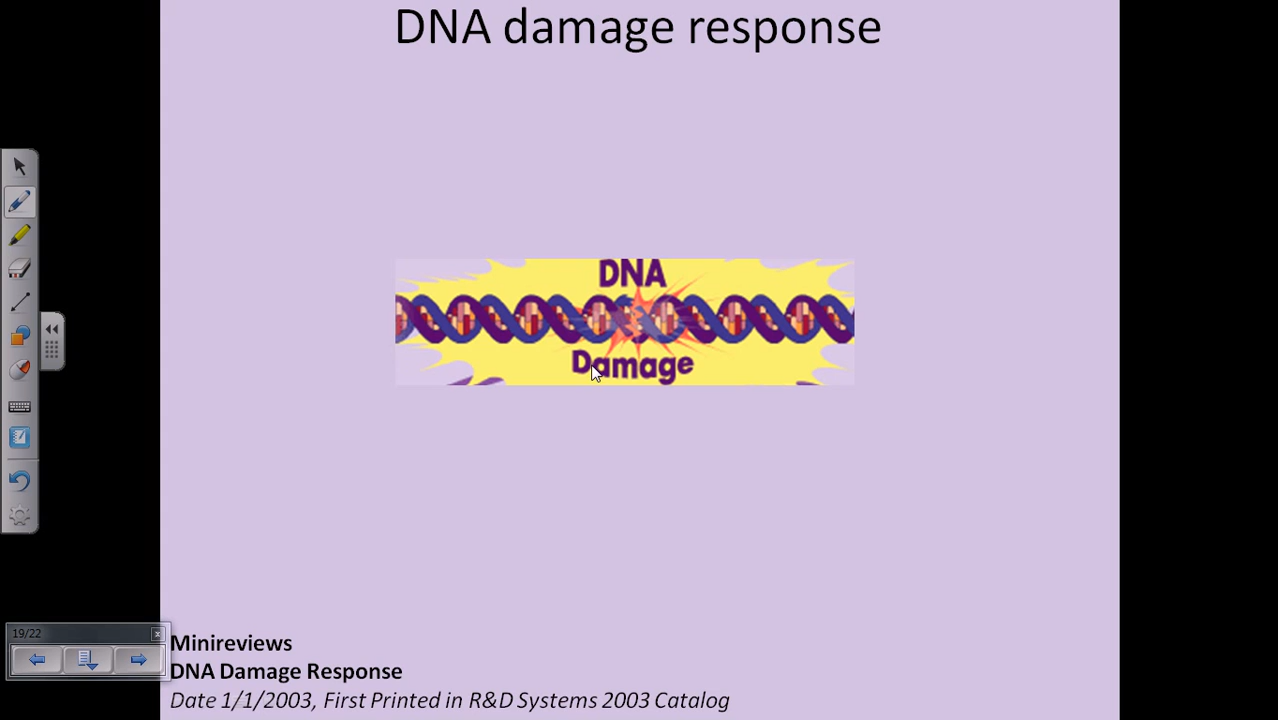 DNA damage response
DNA
Damage
19/22
Minireviews
DNA Damage Response
Date 1/1/2003, First Printed in R&D Systems 2003 Catalog